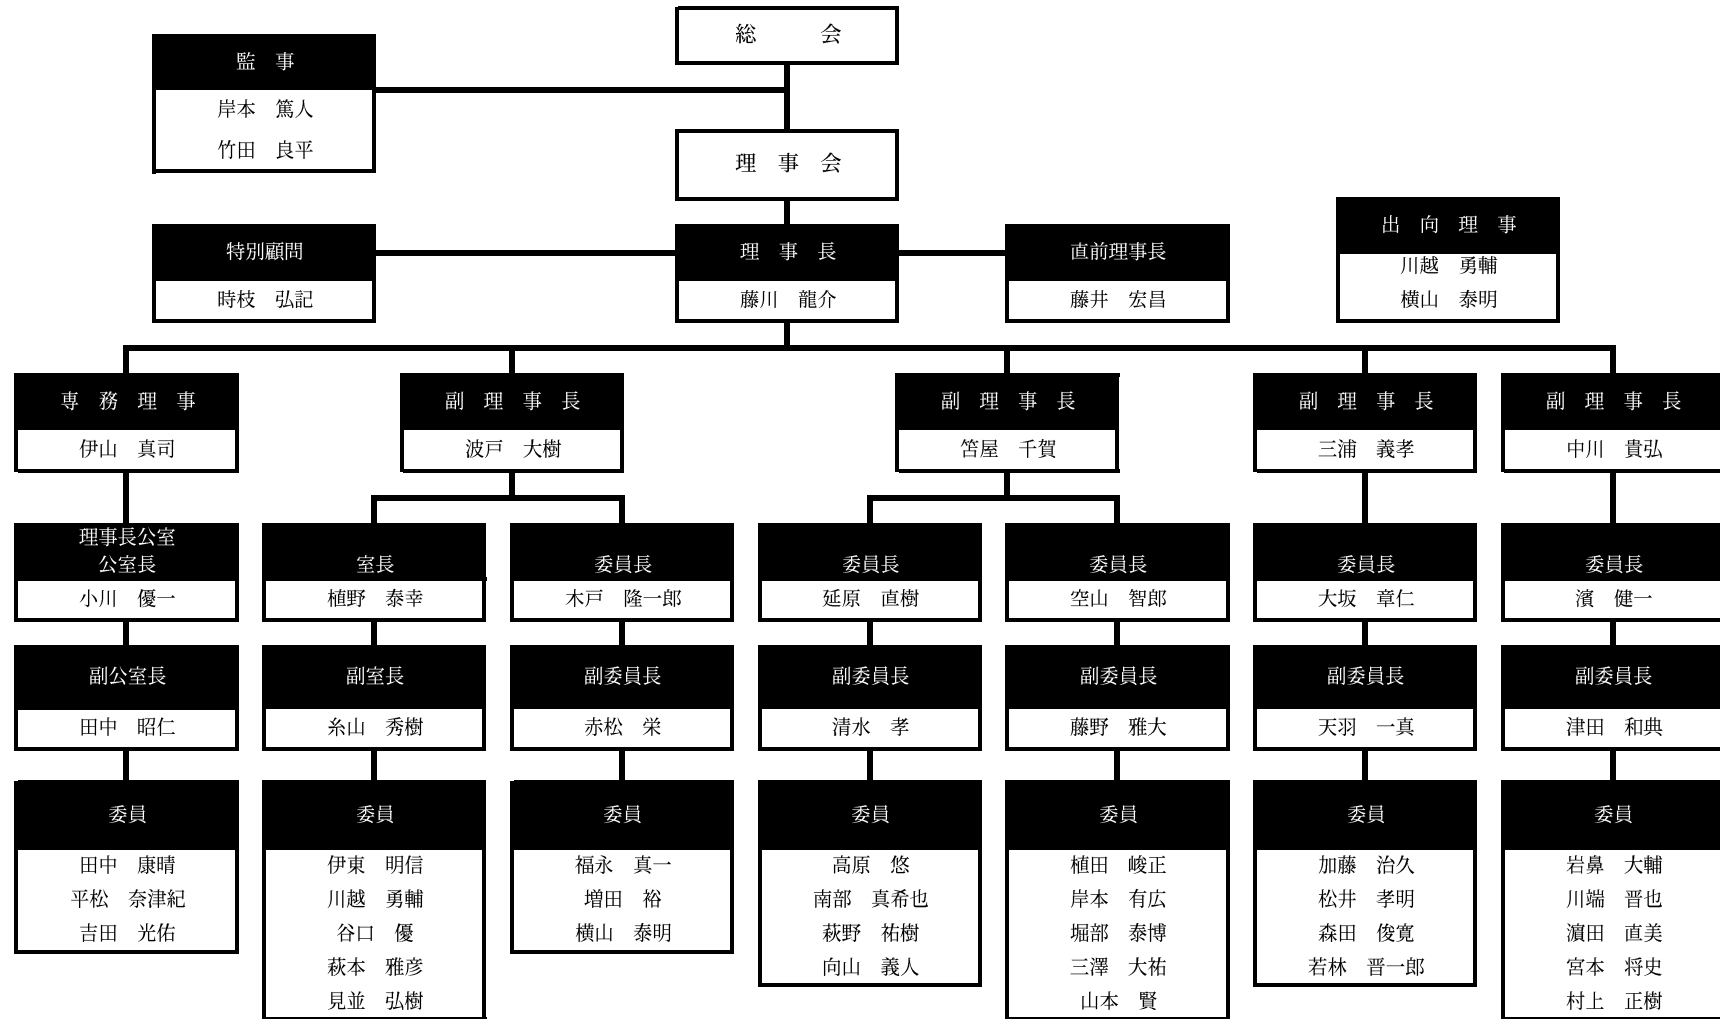 総　　　会
監　事
岸本　篤人
竹田　良平
理　事　会
特別顧問
時枝　弘記
理　事　長
藤川　龍介
直前理事長
藤井　宏昌
出　向　理　事
川越　勇輔
横山　泰明
専　務　理　事
伊山　真司
副　理　事　長
波戸　大樹
副　理　事　長
笘屋　千賀
副　理　事　長
三浦　義孝
副　理　事　長
中川　貴弘
理事長公室
公室長
小川　優一
室長
植野　泰幸
委員長
木戸　隆一郎
委員長
延原　直樹
委員長
空山　智郎
委員長
大坂　章仁
委員長
濱　健一
副公室長
田中　昭仁
副室長
糸山　秀樹
副委員長
赤松　栄
副委員長
清水　孝
副委員長
藤野　雅大
副委員長
天羽　一真
副委員長
津田　和典
委員
田中　康晴
平松　奈津紀
吉田　光佑
委員
伊東　明信
川越　勇輔
谷口　優
萩本　雅彦
見並　弘樹
委員
福永　真一
増田　裕
横山　泰明
委員
高原　悠
南部　真希也
萩野　祐樹
向山　義人
委員
植田　峻正
岸本　有広
堀部　泰博
三澤　大祐
山本　賢
委員
加藤　治久
松井　孝明
森田　俊寛
若林　晋一郎
委員
岩鼻　大輔
川端　晋也
濵田　直美
宮本　将史
村上　正樹